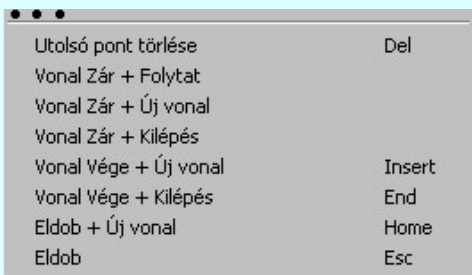 Utolsó pont törlése Del
Vonal Zár + Folytat
Vonal Zár + Új vonal
Vonal Zár + Kilépés
Vonal Vége + Új vonal Insert
Vonal Vége + Kilépés End
Eldob + Új vonal Home
Eldob Esc